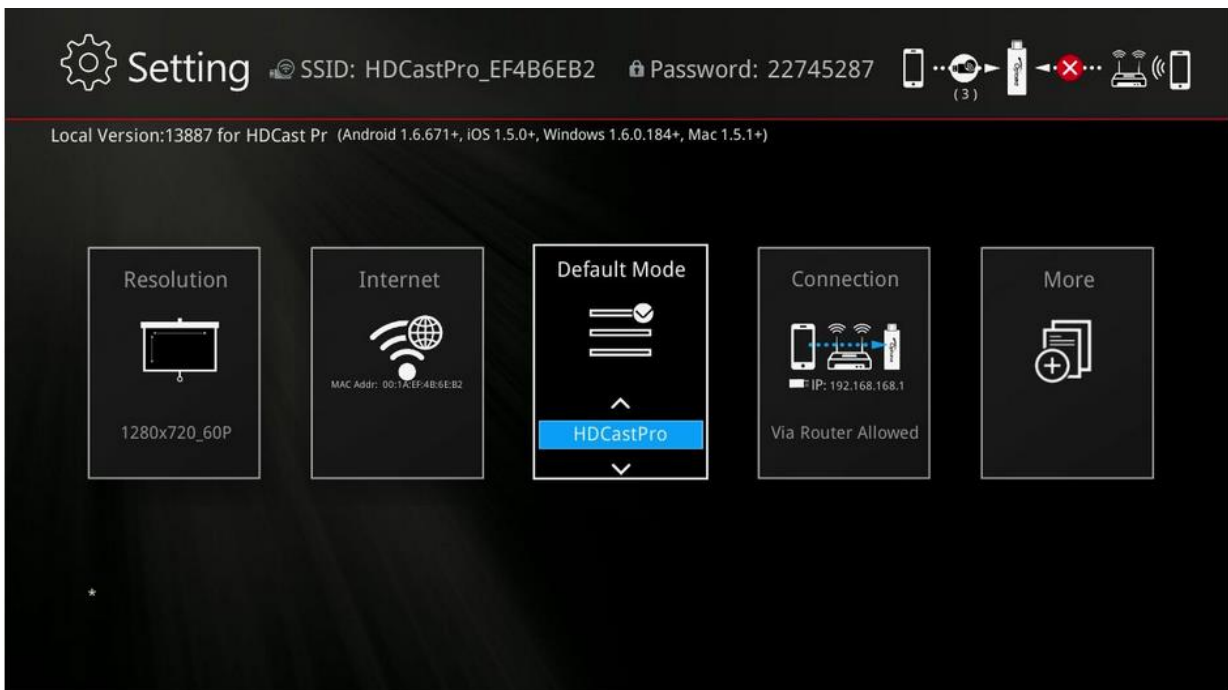 Setting SSID: HDCastPro_EF4B6EB2 Password: 22745287
(3)
Local Version:13887 for HDCast Pr (Android 1.6.671+, iOS 1.5.0+, Windows 1.6.0.184+, Mac 1.5.1+)
Resolution
1280x720_60P
Internet
MAC Addr: 00:1A:EF:4B:6E:B2
Default Mode
HDCastPro
Connection
IP: 192.168.168.1
Via Router Allowed
More
*